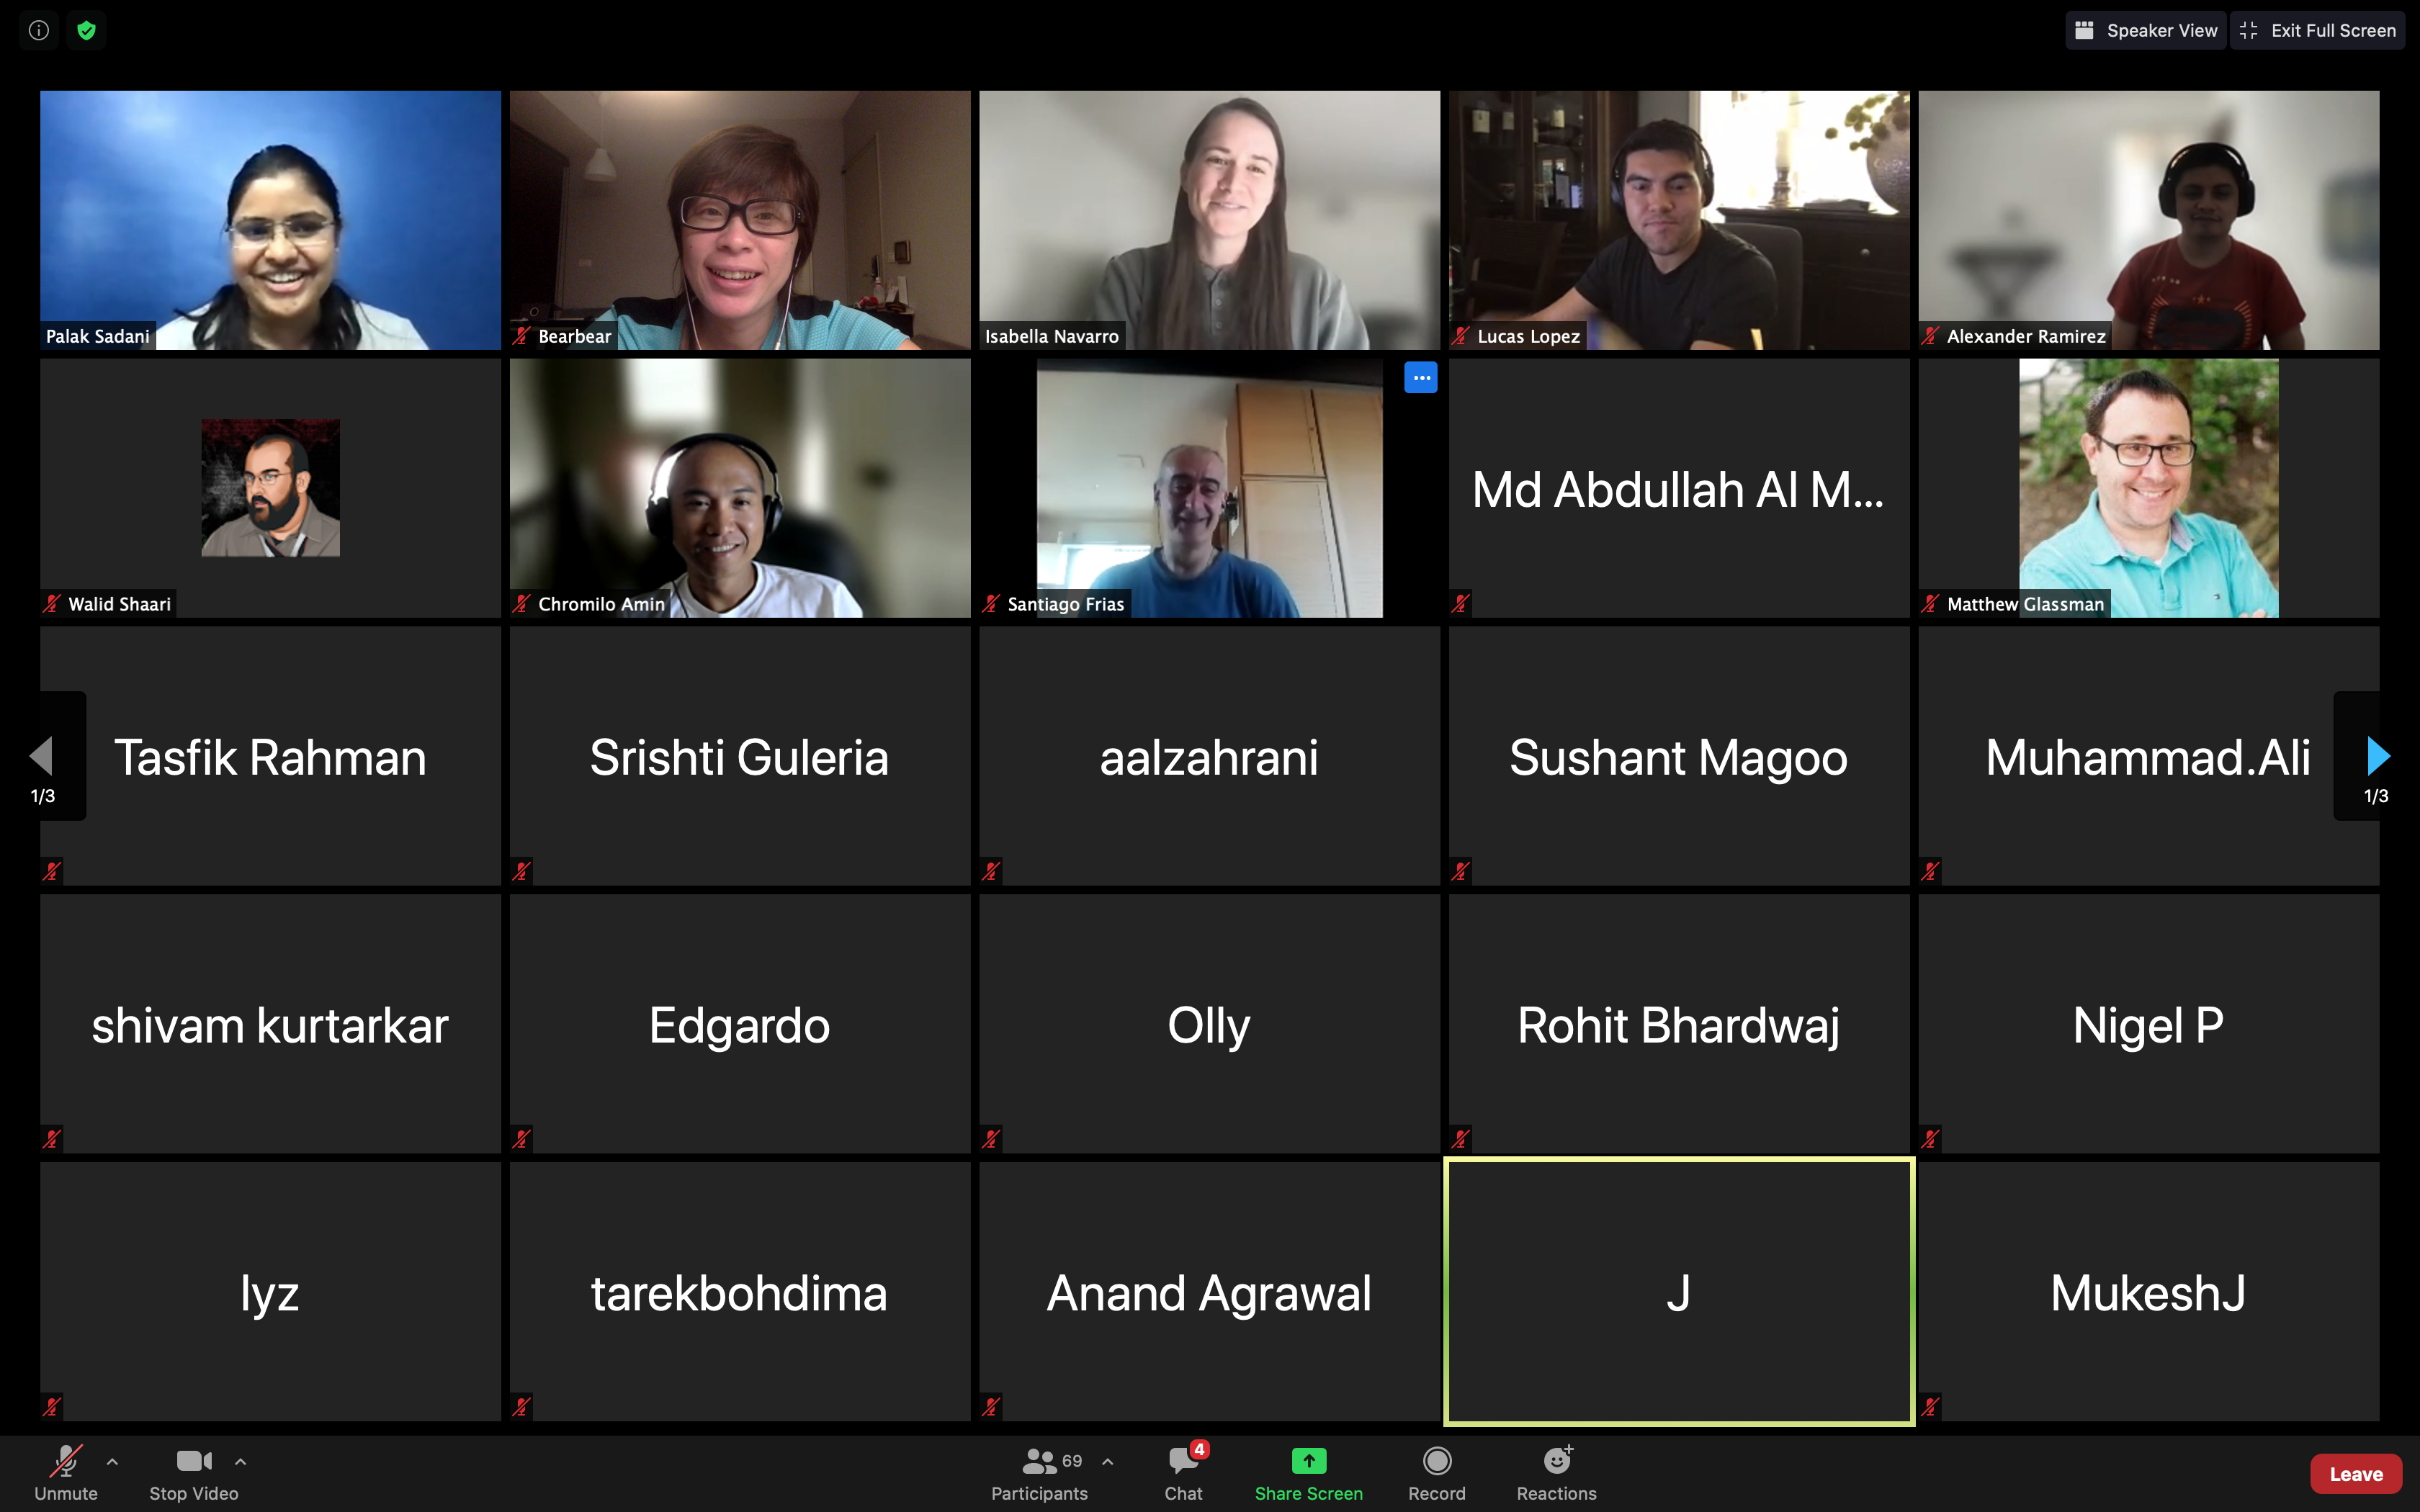 Speaker View
Exit Full Screen
Palak Sadani
Bearbear
Isabella Navarro
Lucas Lopez
Alexander Ramirez
Walid Shaari
Chromilo Amin
Santiago Frias
Md Abdullah Al M...
Matthew Glassman
Tasfik Rahman
Srishti Guleria
aalzahrani
Sushant Magoo
Muhammad.Ali
1/3
1/3
shivam kurtarkar
Edgardo
Olly
Rohit Bhardwaj
Nigel P
lyz
tarekbohdima
Anand Agrawal
J
MukeshJ
Unmute
Stop Video
69
Participants
4
Chat
Share Screen
Record
Reactions
Leave